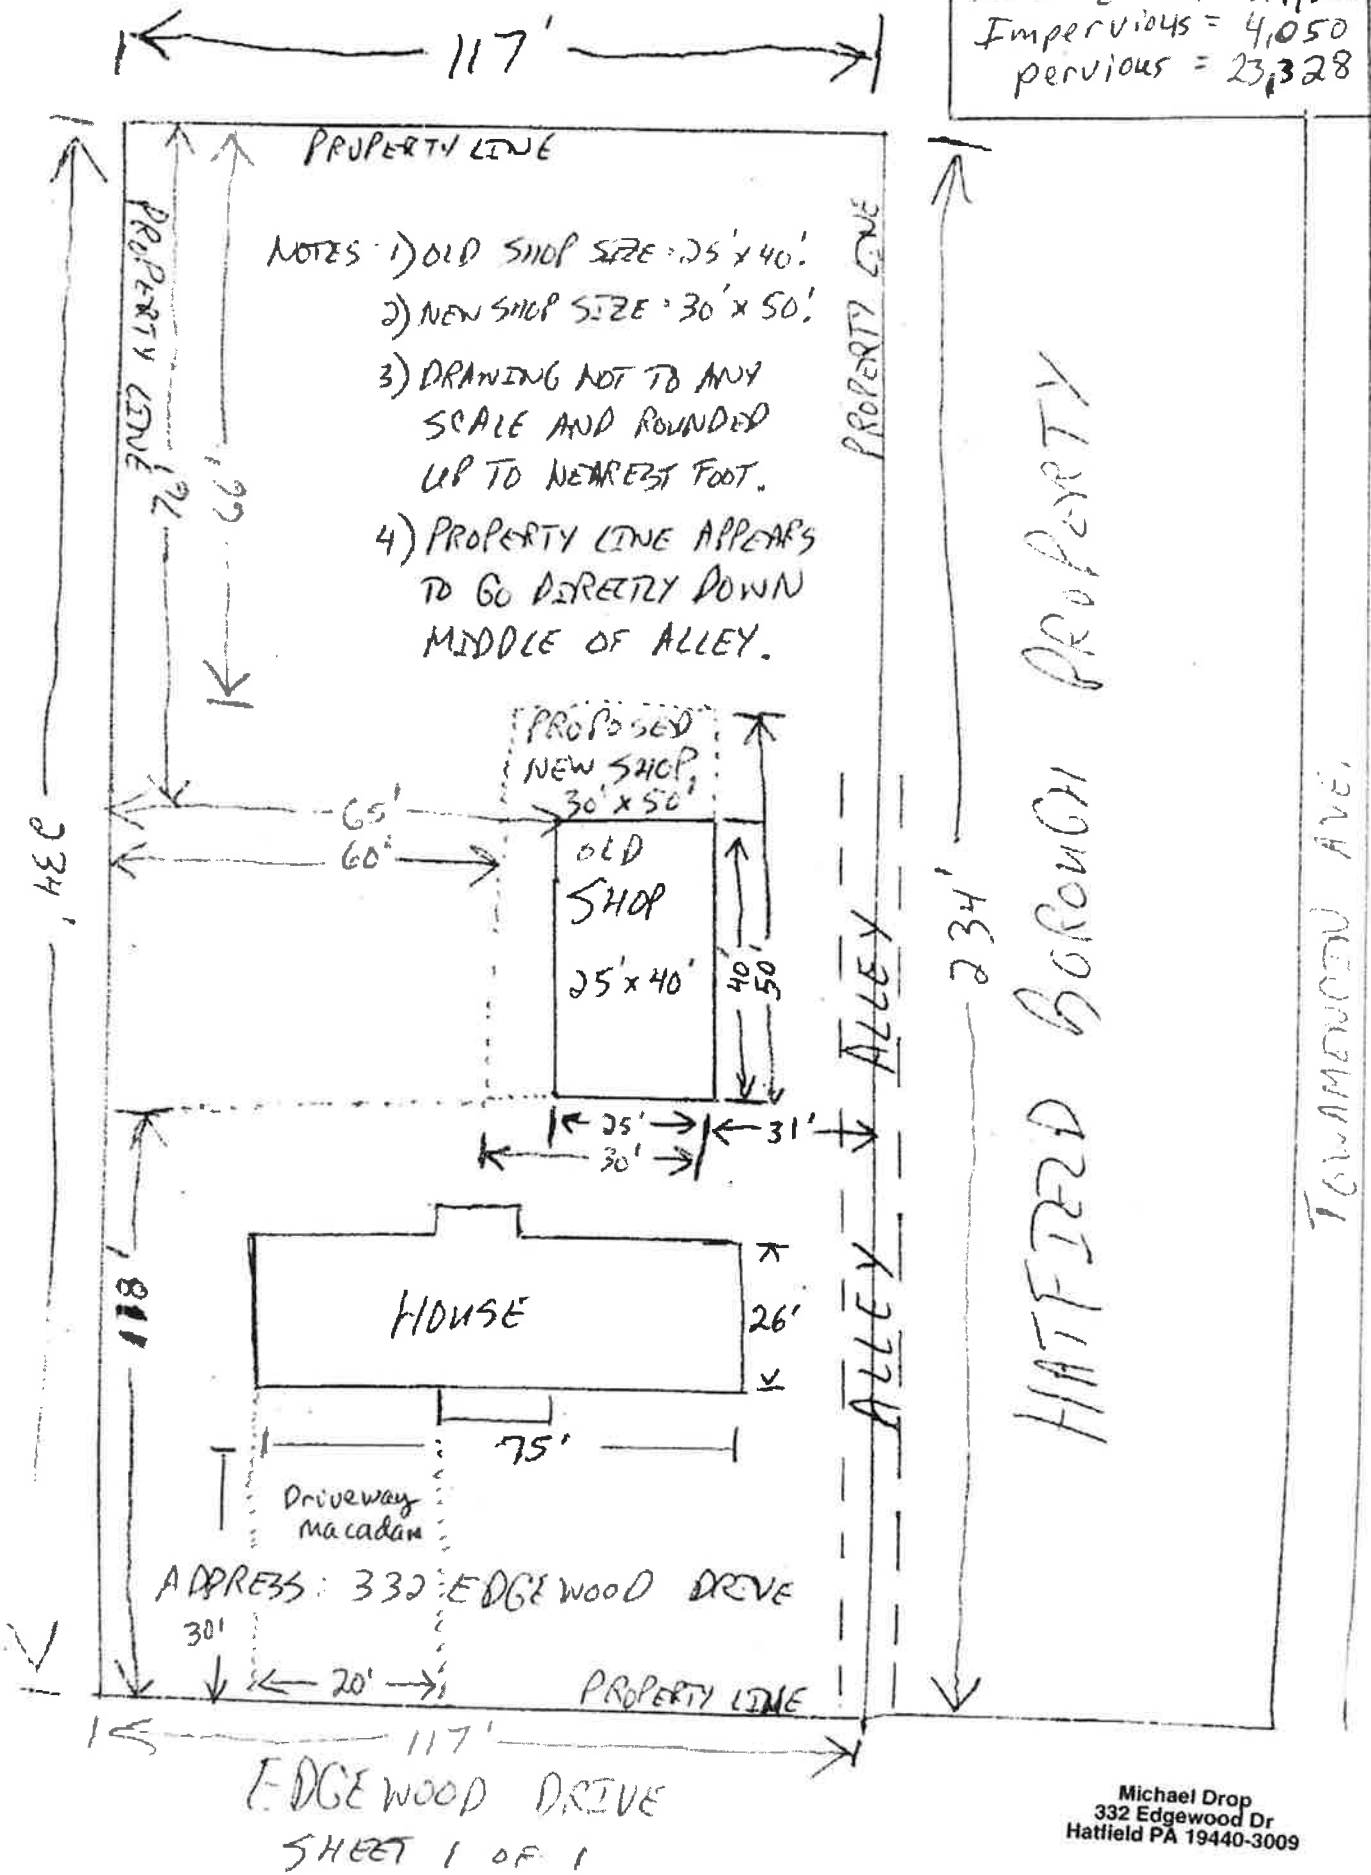 Impervious = 4,050
pervious = 23,328
117'
PROPERTY LINE
PROPERTY LINE
PROPERTY LINE
NOTES 1) OLD SHOP SIZE: 25' x 40'.
2) NEW SHOP SIZE: 30' x 50'.
3) DRAWING NOT TO ANY
SCALE AND ROUNDED
UP TO NEAREST FOOT.
4) PROPERTY LINE APPEARS
TO GO DIRECTLY DOWN
MIDDLE OF ALLEY.
76'
66'
234'
234'
PROPOSED
NEW SHOP
30' x 50'
65'
60'
OLD
SHOP
25' x 40'
40'
50'
25'
31'
30'
ALLEY
ALLEY
HATFIELD BOROUGH PROPERTY
TOWAMENCIN AVE.
118'
HOUSE
26'
75'
Driveway
macadam
ADDRESS: 332 EDGEWOOD DRIVE
30'
20'
PROPERTY LINE
117'
EDGEWOOD DRIVE
SHEET 1 OF 1
Michael Drop
332 Edgewood Dr
Hatfield PA 19440-3009